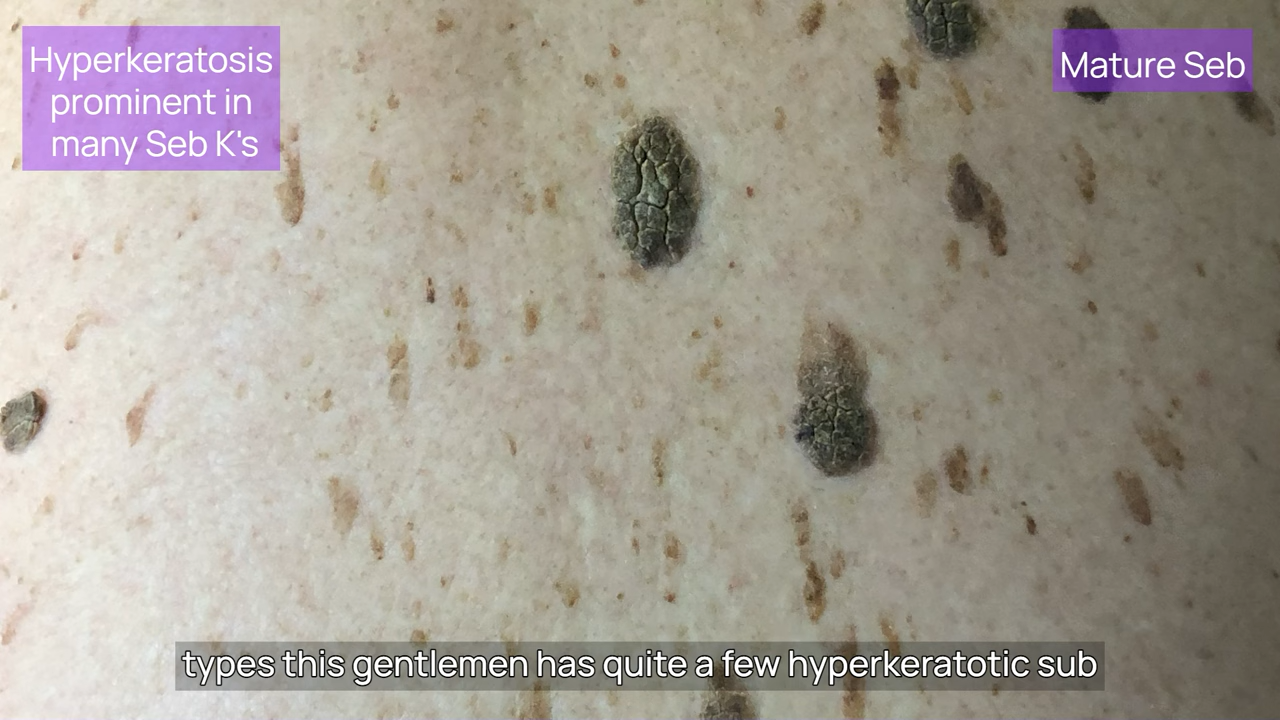 Hyperkeratosis
prominent in
many Seb K's
Mature Seb
types this gentlemen has quite a few hyperkeratotic sub